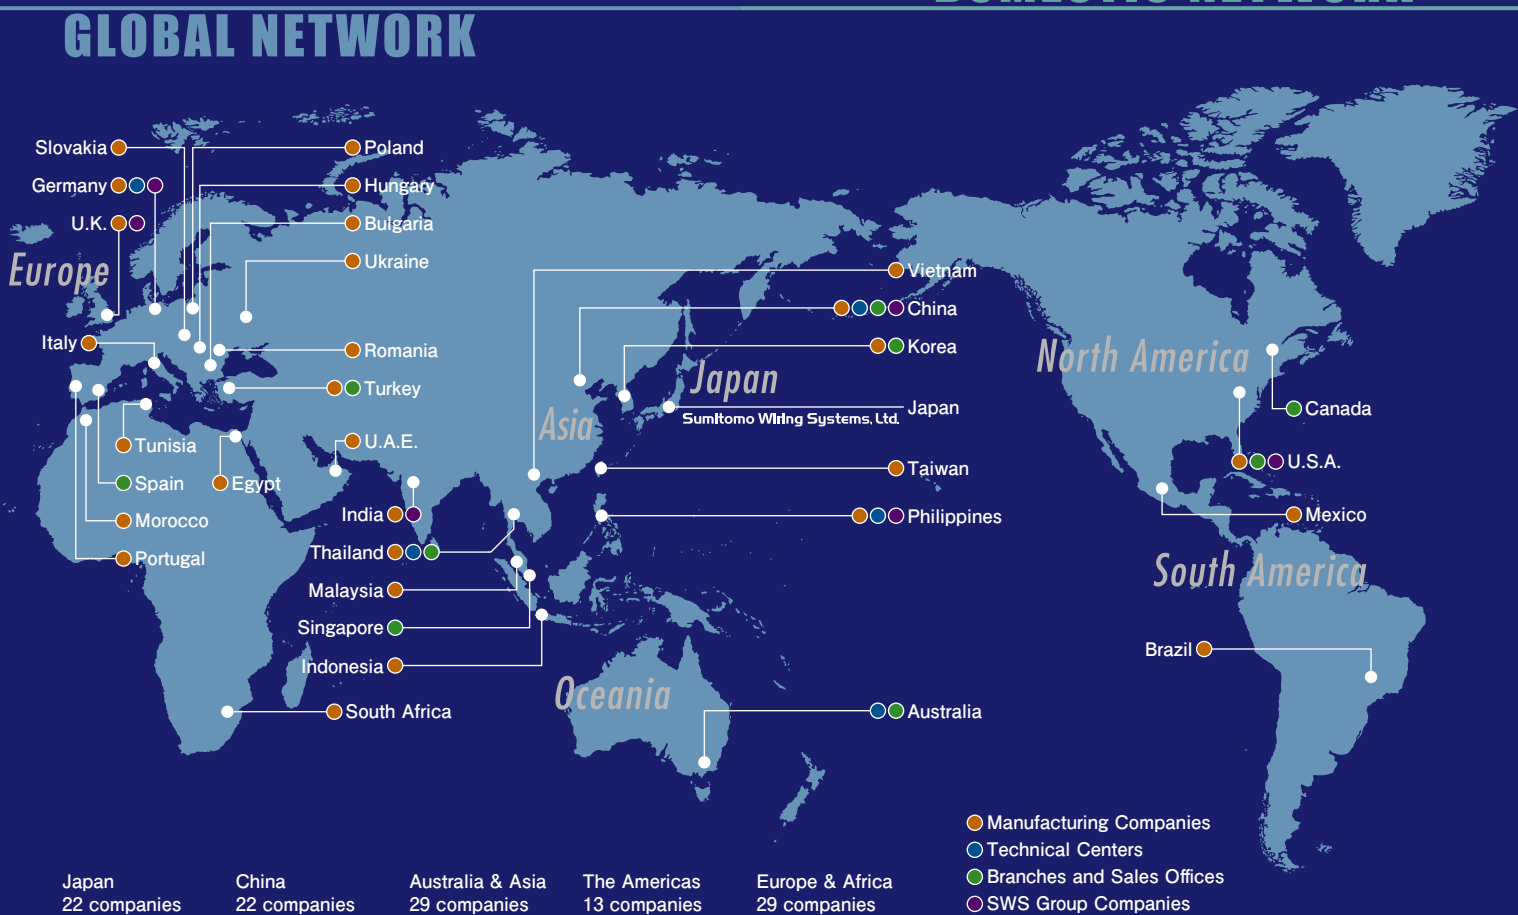 DOMESTIC NETWORK
GLOBAL NETWORK
Slovakia
Germany
U.K.
Europe
Italy
Poland
Hungary
Bulgaria
Ukraine
Romania
Turkey
U.A.E.
Tunisia
Spain
Egypt
Morocco
Portugal
India
Thailand
Malaysia
Singapore
Indonesia
South Africa
Asia
Japan
Sumitomo Wiring Systems, Ltd.
Vietnam
China
Korea
Japan
Taiwan
Philippines
Oceania
Australia
North America
Canada
U.S.A.
Mexico
South America
Brazil
Manufacturing Companies
Technical Centers
Branches and Sales Offices
SWS Group Companies
Japan
22 companies
China
22 companies
Australia & Asia
29 companies
The Americas
13 companies
Europe & Africa
29 companies